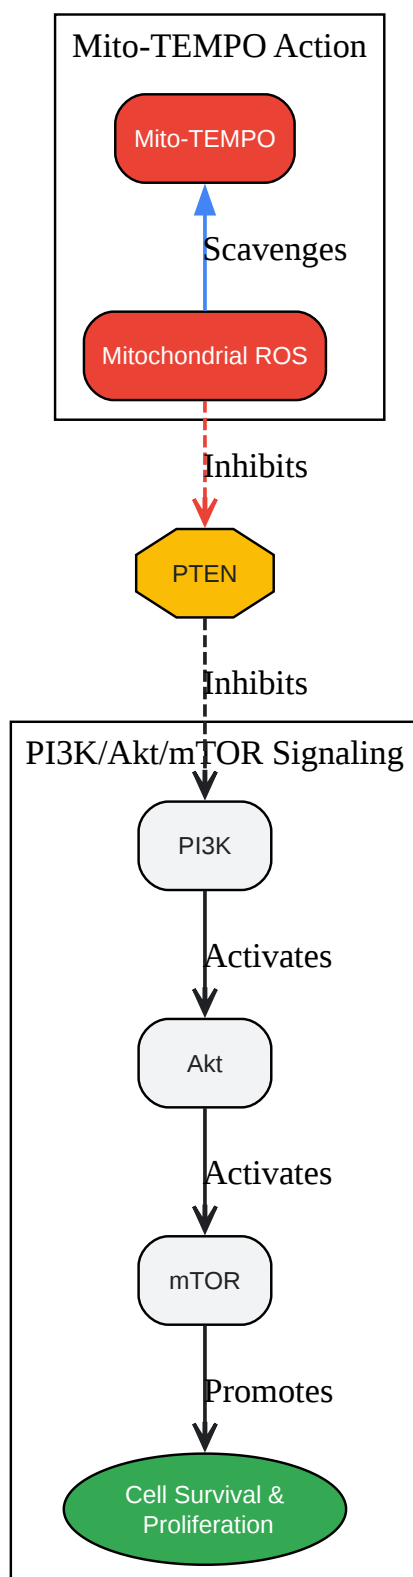 Mito-TEMPO Action
Mito-TEMPO
Scavenges
Mitochondrial ROS
Inhibits
PTEN
Inhibits
PI3K/Akt/mTOR Signaling
PI3K
Activates
Akt
Activates
mTOR
Promotes
Cell Survival &
Proliferation